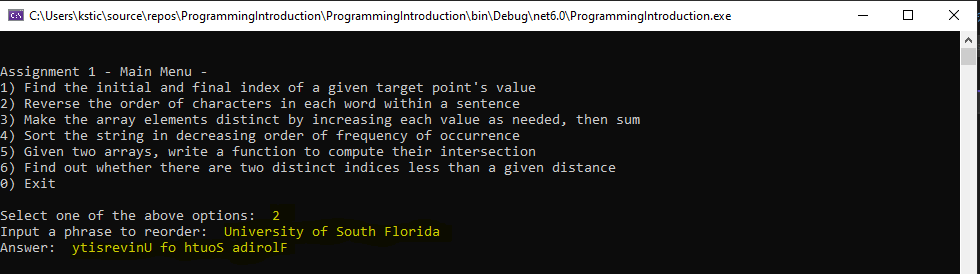 C:\Users\kstic\source\repos\ProgrammingIntroduction\ProgrammingIntroduction\bin\Debug\net6.0\ProgrammingIntroduction.exe
Assignment 1 - Main Menu -
1) Find the initial and final index of a given target point's value
2) Reverse the order of characters in each word within a sentence
3) Make the array elements distinct by increasing each value as needed, then sum
4) Sort the string in decreasing order of frequency of occurrence
5) Given two arrays, write a function to compute their intersection
6) Find out whether there are two distinct indices less than a given distance
0) Exit
Select one of the above options:  2
Input a phrase to reorder:  University of South Florida
Answer:  ytisrevinU fo htuoS adirolF